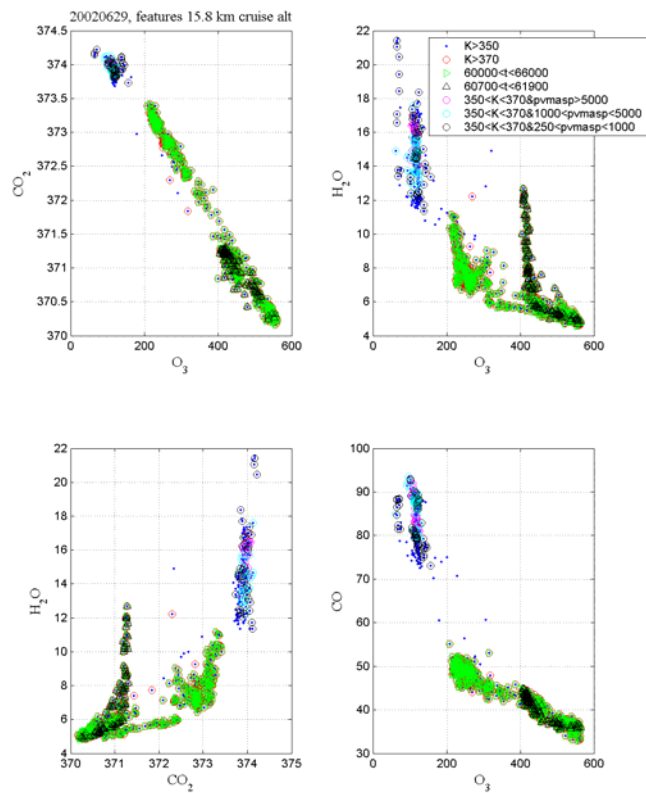 20020629, features 15.8 km cruise alt
374.5
374
373.5
373
372.5
372
371.5
371
370.5
370
CO2
0 200 400 600
O3
22
20
18
16
14
12
10
8
6
4
H2O
0 200 400 600
O3
K>350
K>370
60000<t<66000
60700<t<61900
350<K<370&pvmasp>5000
350<K<370&1000<pvmasp<5000
350<K<370&250<pvmasp<1000
22
20
18
16
14
12
10
8
6
4
H2O
370 371 372 373 374 375
CO2
100
90
80
70
60
50
40
30
CO
0 200 400 600
O3